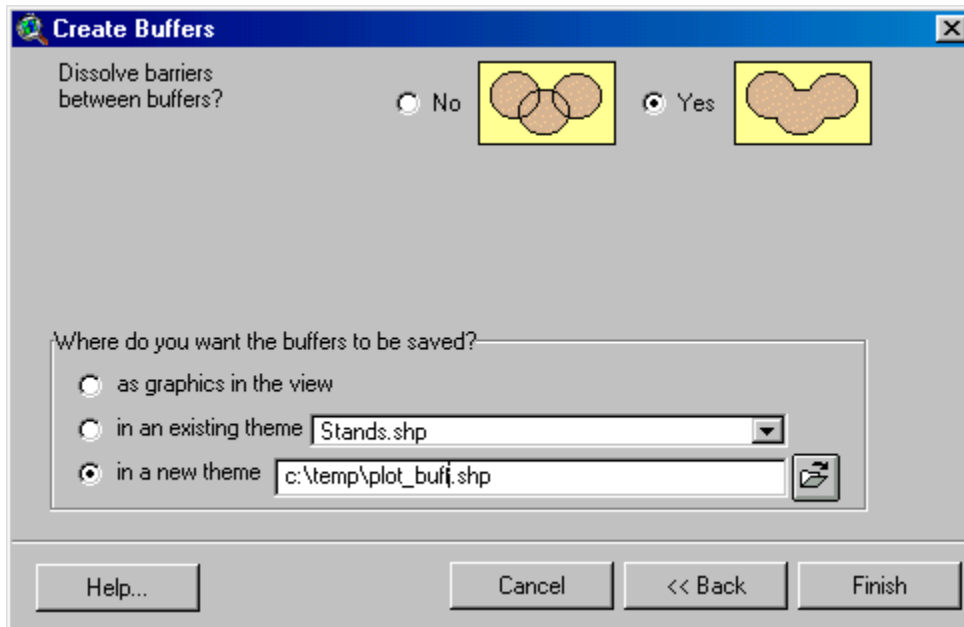 Create Buffers
Dissolve barriers
between buffers?
No
Yes
Where do you want the buffers to be saved?
as graphics in the view
in an existing theme
Stands.shp
in a new theme
c:\temp\plot_buff.shp
Help...
Cancel
<< Back
Finish